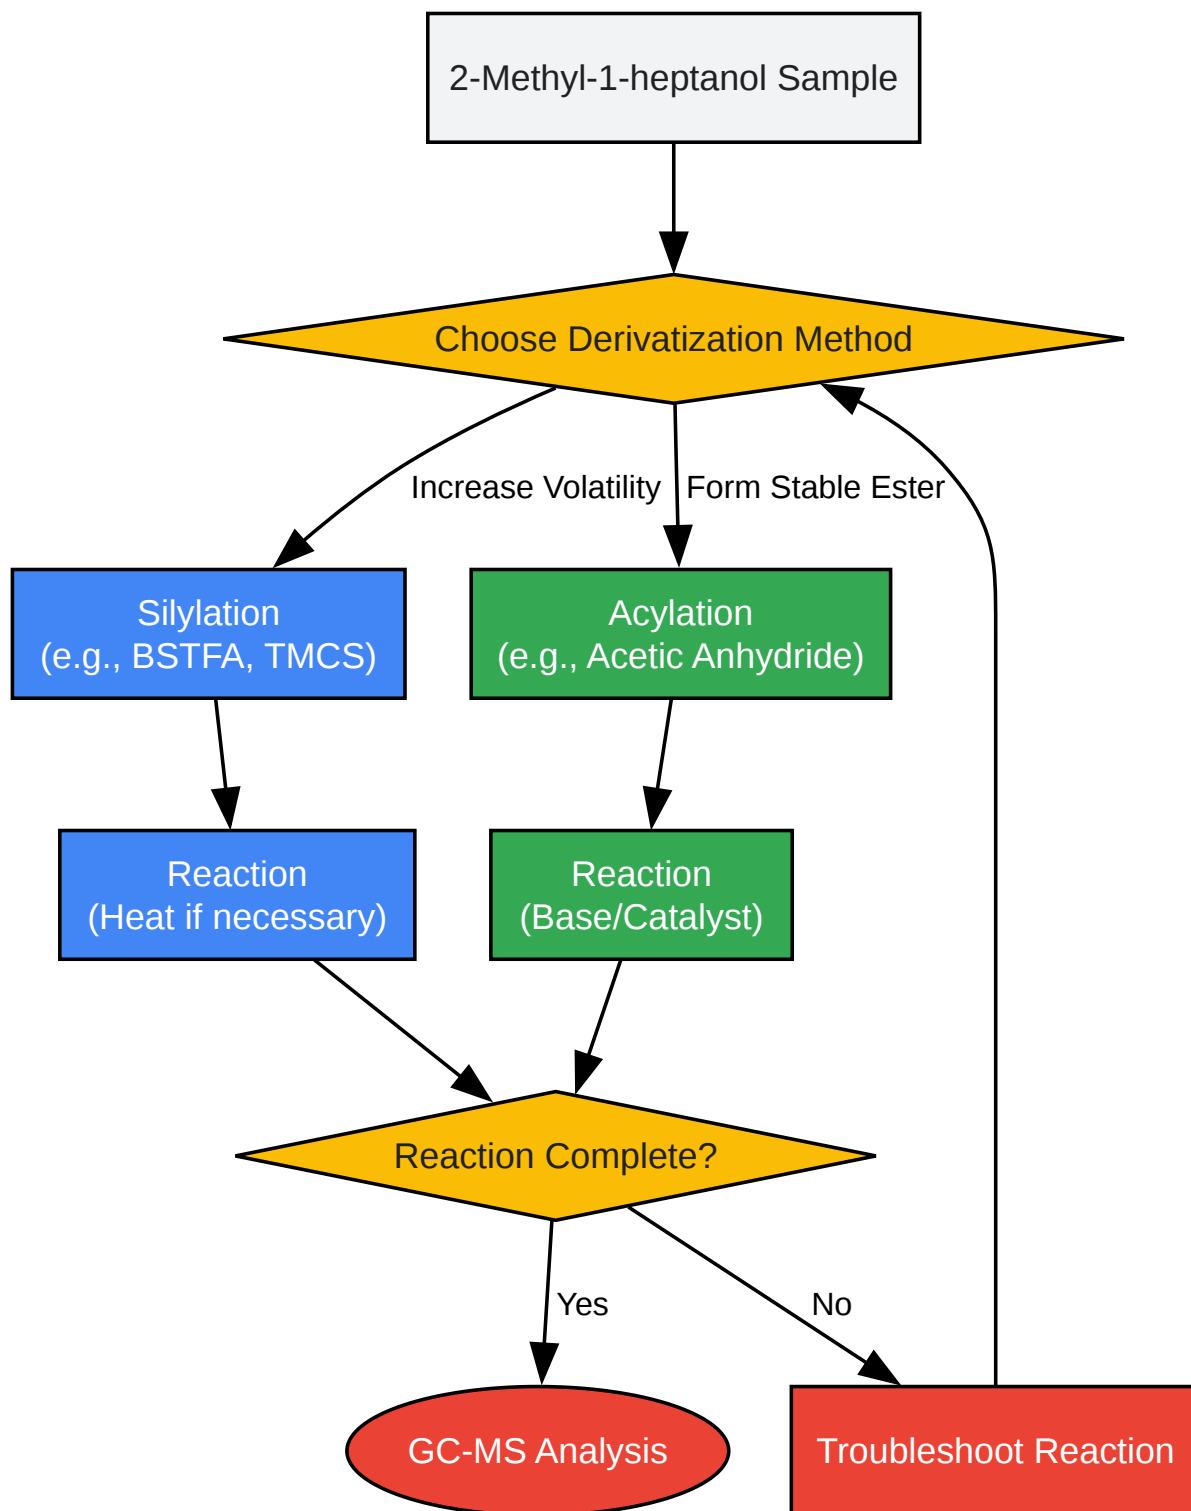 2-Methyl-1-heptanol Sample
Choose Derivatization Method
Increase Volatility
Form Stable Ester
Silylation
(e.g., BSTFA, TMCS)
Acylation
(e.g., Acetic Anhydride)
Reaction
(Heat if necessary)
Reaction
(Base/Catalyst)
Reaction Complete?
Yes
No
GC-MS Analysis
Troubleshoot Reaction